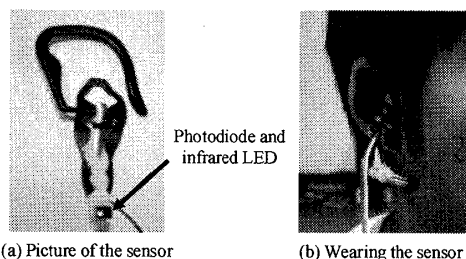 Photodiode and
infrared LED
(a) Picture of the sensor
(b) Wearing the sensor